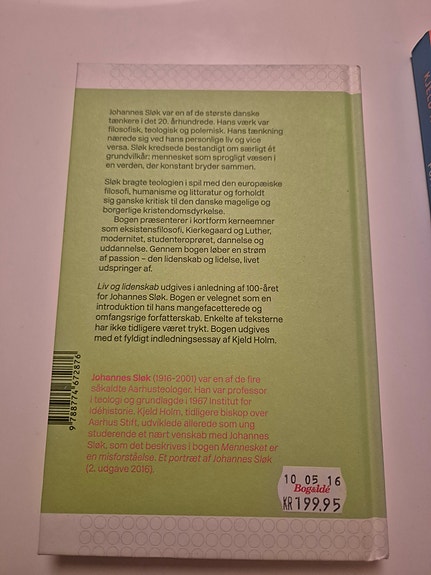 Johannes Sløk var en af de største danske
tænkere i det 20. århundrede. Hans værk var
filosofisk, teologisk og polemisk. Hans tænkning
nærede sig ved hans personlige liv og vice
versa. Sløk kredsede bestandigt om særligt ét
grundvilkår: mennesket som sprogligt væsen i
en verden, der konstant bryder sammen.
Sløk bragte teologien i spil med den europæiske
filosofi, humanisme og litteratur og forholdt
sig ganske kritisk til den danske magelige og
borgerlige kristendomsdyrkelse.
Bogen præsenterer i kortform kerneemner
som eksistensfilosofi, Kierkegaard og Luther,
modernitet, studenteroprøret, dannelse og
uddannelse. Gennem bogen løber en strøm
af passion – den lidenskab og lidelse, livet
udspringer af.
Liv og lidenskab udgives i anledning af 100-året
for Johannes Sløk. Bogen er velegnet som en
introduktion til hans mangefacetterede og
omfangsrige forfatterskab. Enkelte af teksterne
har ikke tidligere været trykt. Bogen udgives
med et fyldigt indledningsessay af Kjeld Holm.
Johannes Sløk (1916-2001) var en af de fire
såkaldte Aarhusteologer. Han var professor
i teologi og grundlagde i 1967 Institut for
Idéhistorie. Kjeld Holm, tidligere biskop over
Aarhus Stift, udviklede allerede som ung
studerende et nært venskab med Johannes
Sløk, som det beskrives i bogen Mennesket er
en misforståelse. Et portræt af Johannes Sløk
(2. udgave 2016).
9 788774 672876
10 05 16
Bog&idé
KR 199.95